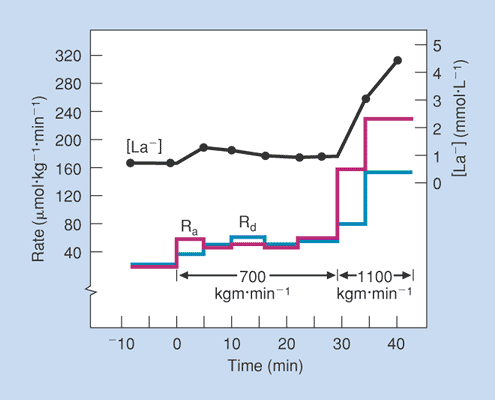 320
280
240
200
160
120
80
40
Rate (μmol·kg⁻¹·min⁻¹)
[La⁻]
Rₐ
R_d
5
4
3
2
1
0
[La⁻] (mmol·L⁻¹)
700
kgm·min⁻¹
1100
kgm·min⁻¹
⁻10 0 10 20 30 40
Time (min)